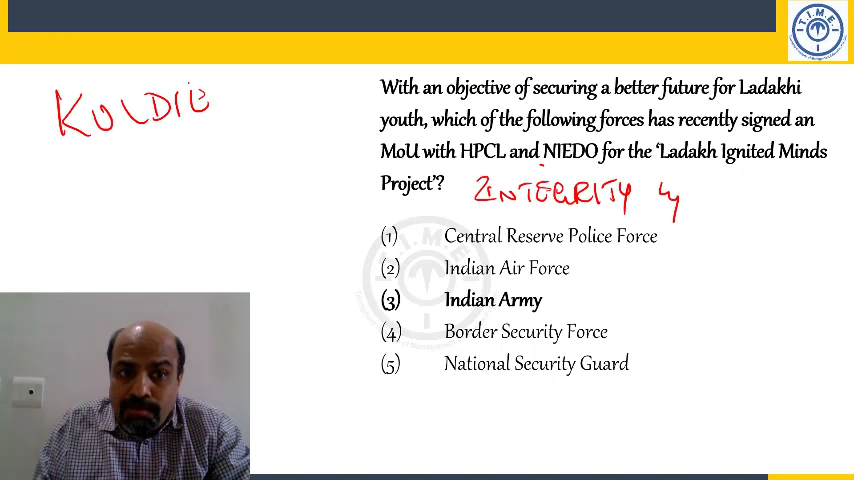 T.I.M.E.
KULDIE
With an objective of securing a better future for Ladakhi
youth, which of the following forces has recently signed an
MoU with HPCL and NIEDO for the 'Ladakh Ignited Minds
Project'?
INTEGRITY
(1) Central Reserve Police Force
(2) Indian Air Force
(3) Indian Army
(4) Border Security Force
(5) National Security Guard